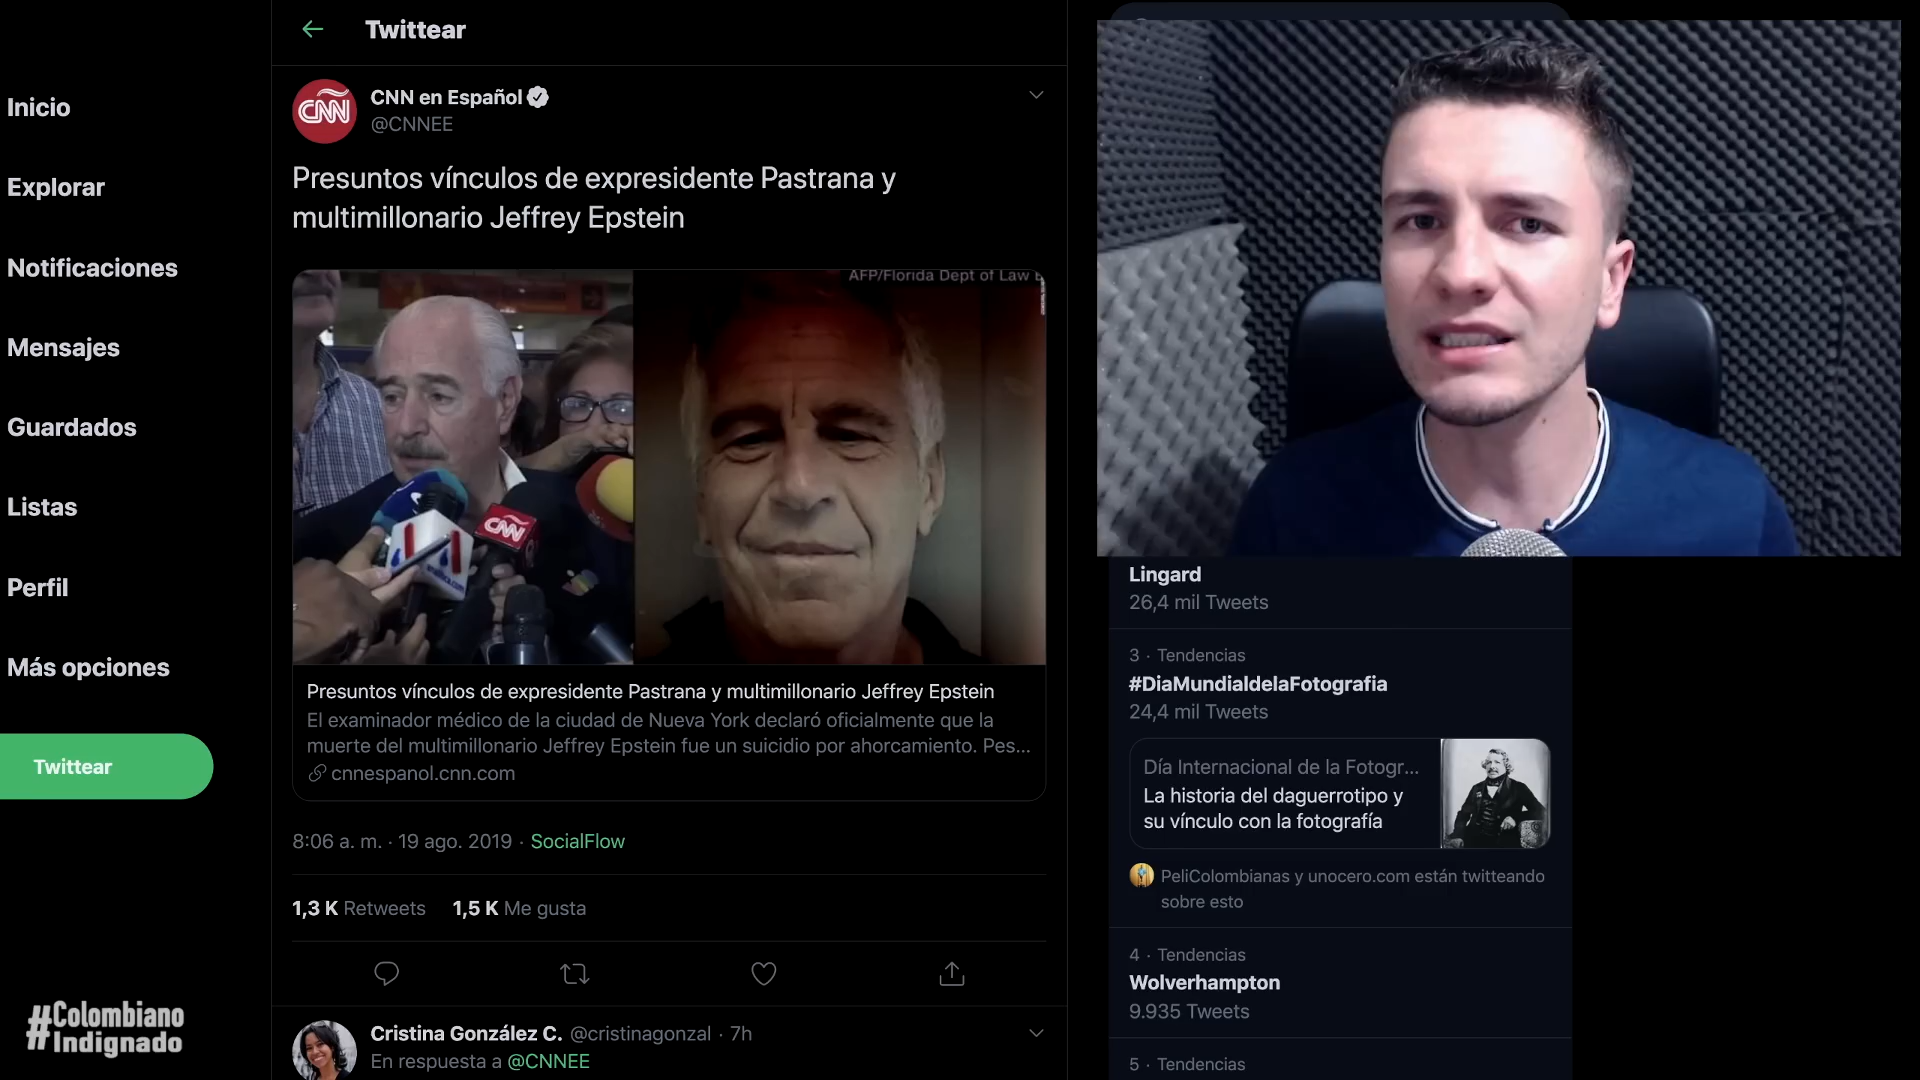 Twittear
Inicio
Explorar
Notificaciones
Mensajes
Guardados
Listas
Perfil
Más opciones
Twittear
#Colombiano
Indignado
CNN
CNN en Español
@CNNEE
Presuntos vínculos de expresidente Pastrana y
multimillonario Jeffrey Epstein
AFP/Florida Dept of Law E
CNN
Presuntos vínculos de expresidente Pastrana y multimillonario Jeffrey Epstein
El examinador médico de la ciudad de Nueva York declaró oficialmente que la
muerte del multimillonario Jeffrey Epstein fue un suicidio por ahorcamiento. Pes...
cnnespanol.cnn.com
8:06 a. m. · 19 ago. 2019 · SocialFlow
1,3 K Retweets 1,5 K Me gusta
Cristina González C. @cristinagonzal · 7h
En respuesta a @CNNEE
Lingard
26,4 mil Tweets
3 · Tendencias
#DiaMundialdelaFotografia
24,4 mil Tweets
Día Internacional de la Fotogr...
La historia del daguerrotipo y
su vínculo con la fotografía
PeliColombianas y unocero.com están twitteando
sobre esto
4 · Tendencias
Wolverhampton
9.935 Tweets
5 · Tendencias